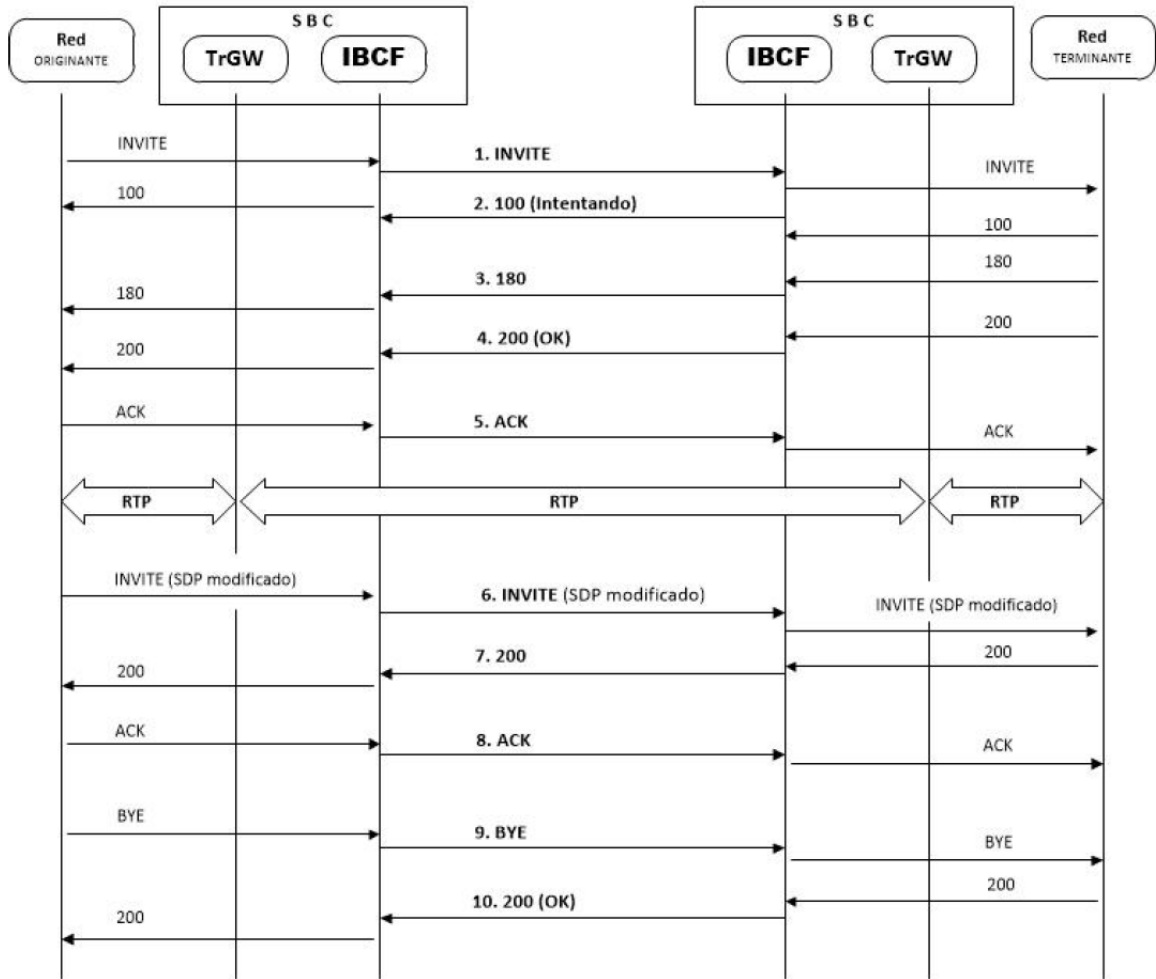 S B C
S B C
Red
ORIGINANTE
TrGW
IBCF
IBCF
TrGW
Red
TERMINANTE
INVITE
1. INVITE
INVITE
100
2. 100 (Intentando)
100
180
3. 180
180
200
4. 200 (OK)
200
ACK
5. ACK
ACK
RTP
RTP
RTP
INVITE (SDP modificado)
6. INVITE (SDP modificado)
INVITE (SDP modificado)
200
7. 200
200
ACK
8. ACK
ACK
BYE
9. BYE
BYE
200
10. 200 (OK)
200